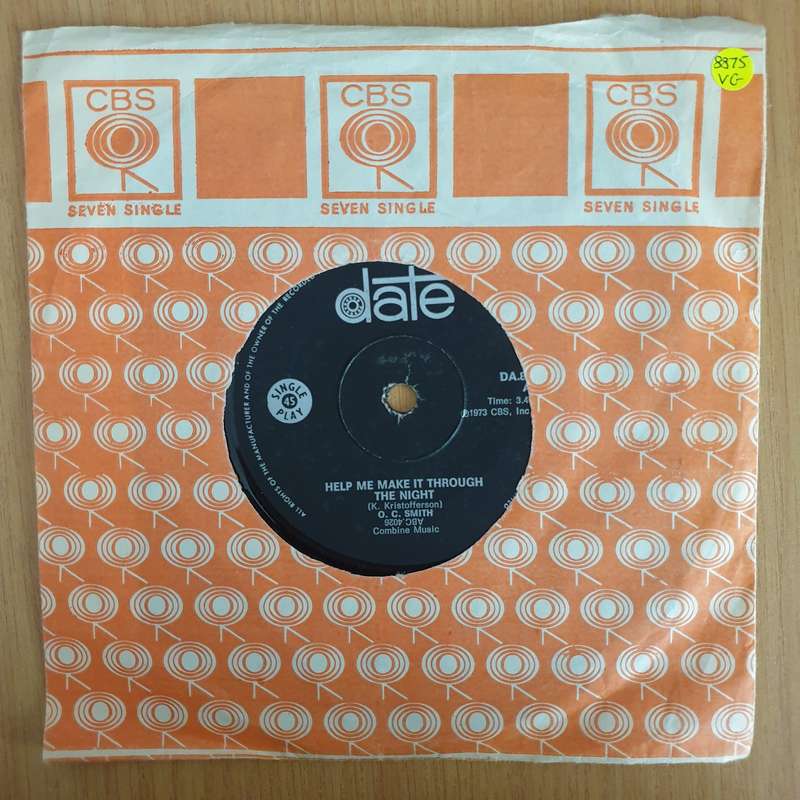 8375
VG
CBS CBS CBS
SEVEN SINGLE SEVEN SINGLE SEVEN SINGLE
date
ALL RIGHTS OF THE MANUFACTURER AND OF THE OWNER OF THE RECORDED
SINGLE
45
PLAY
DA.8
Time: 3.4
Ⓟ1973 CBS, Inc.
HELP ME MAKE IT THROUGH
THE NIGHT
(K. Kristofferson)
O. C. SMITH
ABC.4026
Combine Music